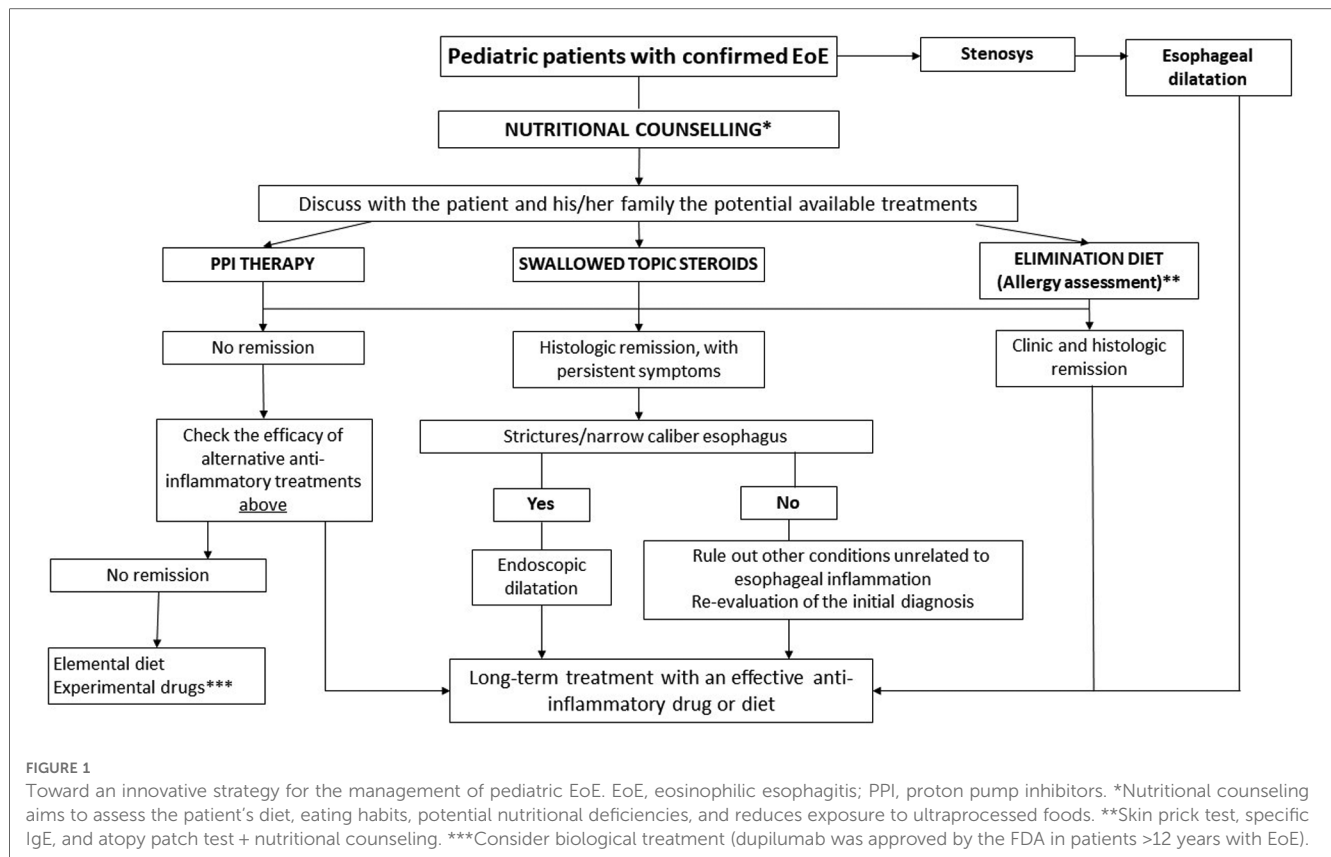 Pediatric patients with confirmed EoE
Stenosys
Esophageal
dilatation
NUTRITIONAL COUNSELLING*
Discuss with the patient and his/her family the potential available treatments
PPI THERAPY
SWALLOWED TOPIC STEROIDS
ELIMINATION DIET
(Allergy assessment)**
No remission
Histologic remission, with
persistent symptoms
Clinic and histologic
remission
Check the efficacy of
alternative anti-
inflammatory treatments
above
Strictures/narrow caliber esophagus
Yes
No
No remission
Endoscopic
dilatation
Rule out other conditions unrelated to
esophageal inflammation
Re-evaluation of the initial diagnosis
Elemental diet
Experimental drugs***
Long-term treatment with an effective anti-
inflammatory drug or diet
FIGURE 1
Toward an innovative strategy for the management of pediatric EoE. EoE, eosinophilic esophagitis; PPI, proton pump inhibitors. *Nutritional counseling
aims to assess the patient's diet, eating habits, potential nutritional deficiencies, and reduces exposure to ultraprocessed foods. **Skin prick test, specific
IgE, and atopy patch test + nutritional counseling. ***Consider biological treatment (dupilumab was approved by the FDA in patients >12 years with EoE).